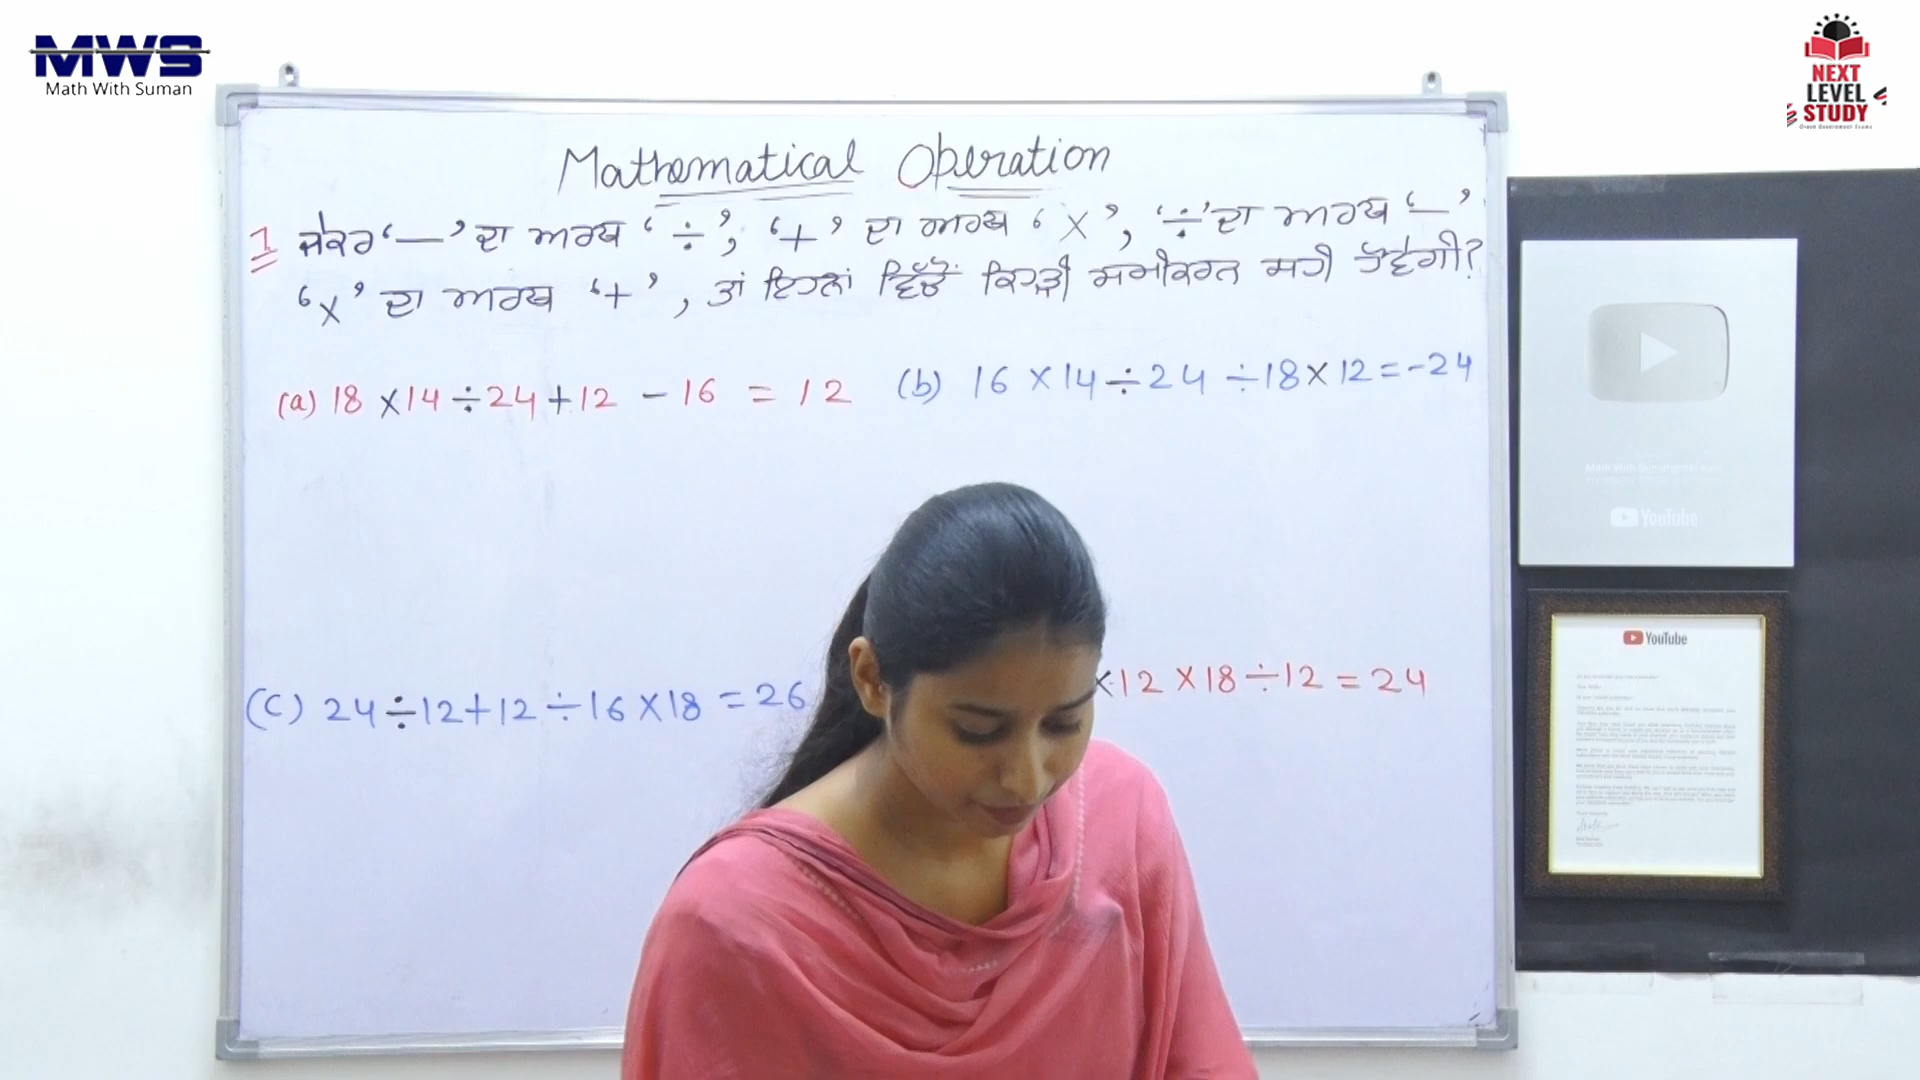 MWS
Math With Suman
NEXT
LEVEL
STUDY
Mathematical Operation
1 ਜੇਕਰ ‘—’ ਦਾ ਅਰਥ ‘÷’, ‘+’ ਦਾ ਅਰਥ ‘×’, ‘÷’ ਦਾ ਅਰਥ ‘—’
‘×’ ਦਾ ਅਰਥ ‘+’, ਤਾਂ ਇਹਨਾਂ ਵਿੱਚੋਂ ਕਿਹੜੀ ਸਮੀਕਰਨ ਸਹੀ ਹੋਵੇਗੀ?
(a) 18 × 14 ÷ 24 + 12 - 16 = 12
(b) 16 × 14 ÷ 24 ÷ 18 × 12 = -24
(C) 24 ÷ 12 + 12 ÷ 16 × 18 = 26
× 12 × 18 ÷ 12 = 24
YouTube
YouTube